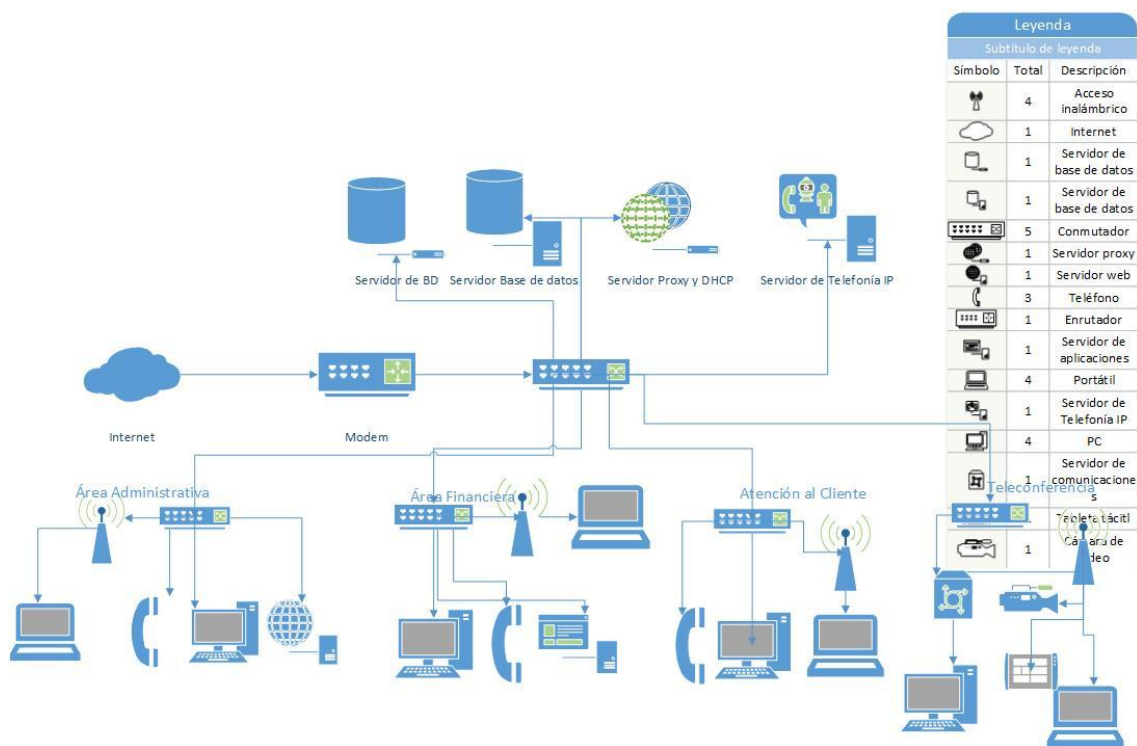 Leyenda
Subtítulo de leyenda
Símbolo Total Descripción
4 Acceso
inalámbrico
1 Internet
1 Servidor de
base de datos
1 Servidor de
base de datos
5 Conmutador
1 Servidor proxy
1 Servidor web
3 Teléfono
1 Enrutador
1 Servidor de
aplicaciones
4 Portátil
1 Servidor de
Telefonía IP
4 PC
1 Servidor de
comunicacione
s
1 Cámara de
Servidor de BD
Servidor Base de datos
Servidor Proxy y DHCP
Servidor de Telefonía IP
Internet
Modem
Área Administrativa
Área Financiera
Atención al Cliente
Teleconferencia